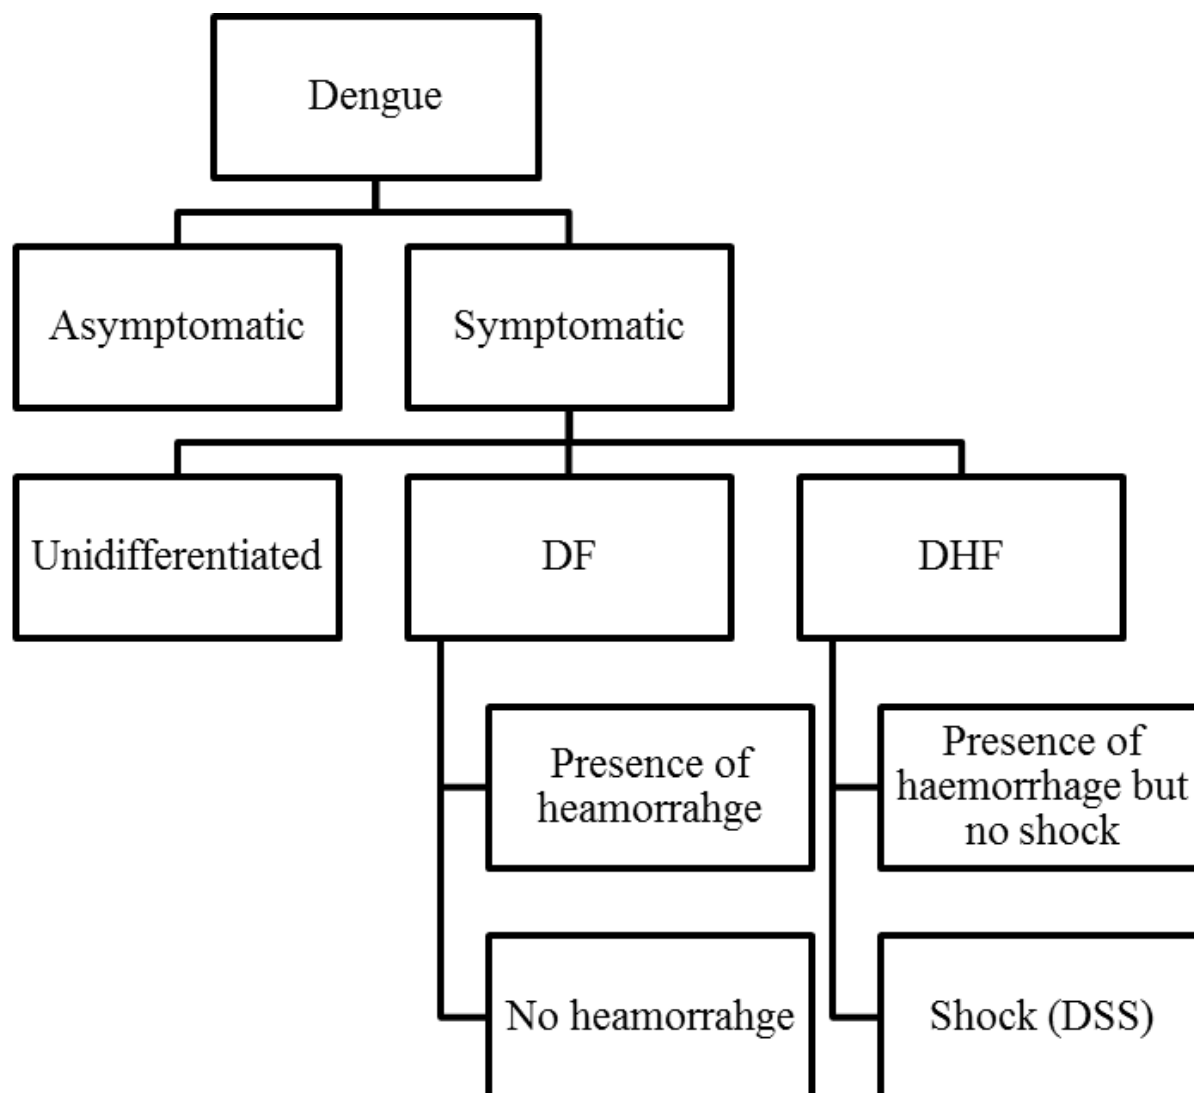 Dengue
Asymptomatic
Symptomatic
Unidifferentiated
DF
DHF
Presence of
heamorrahge
Presence of
haemorrhage but
no shock
No heamorrahge
Shock (DSS)